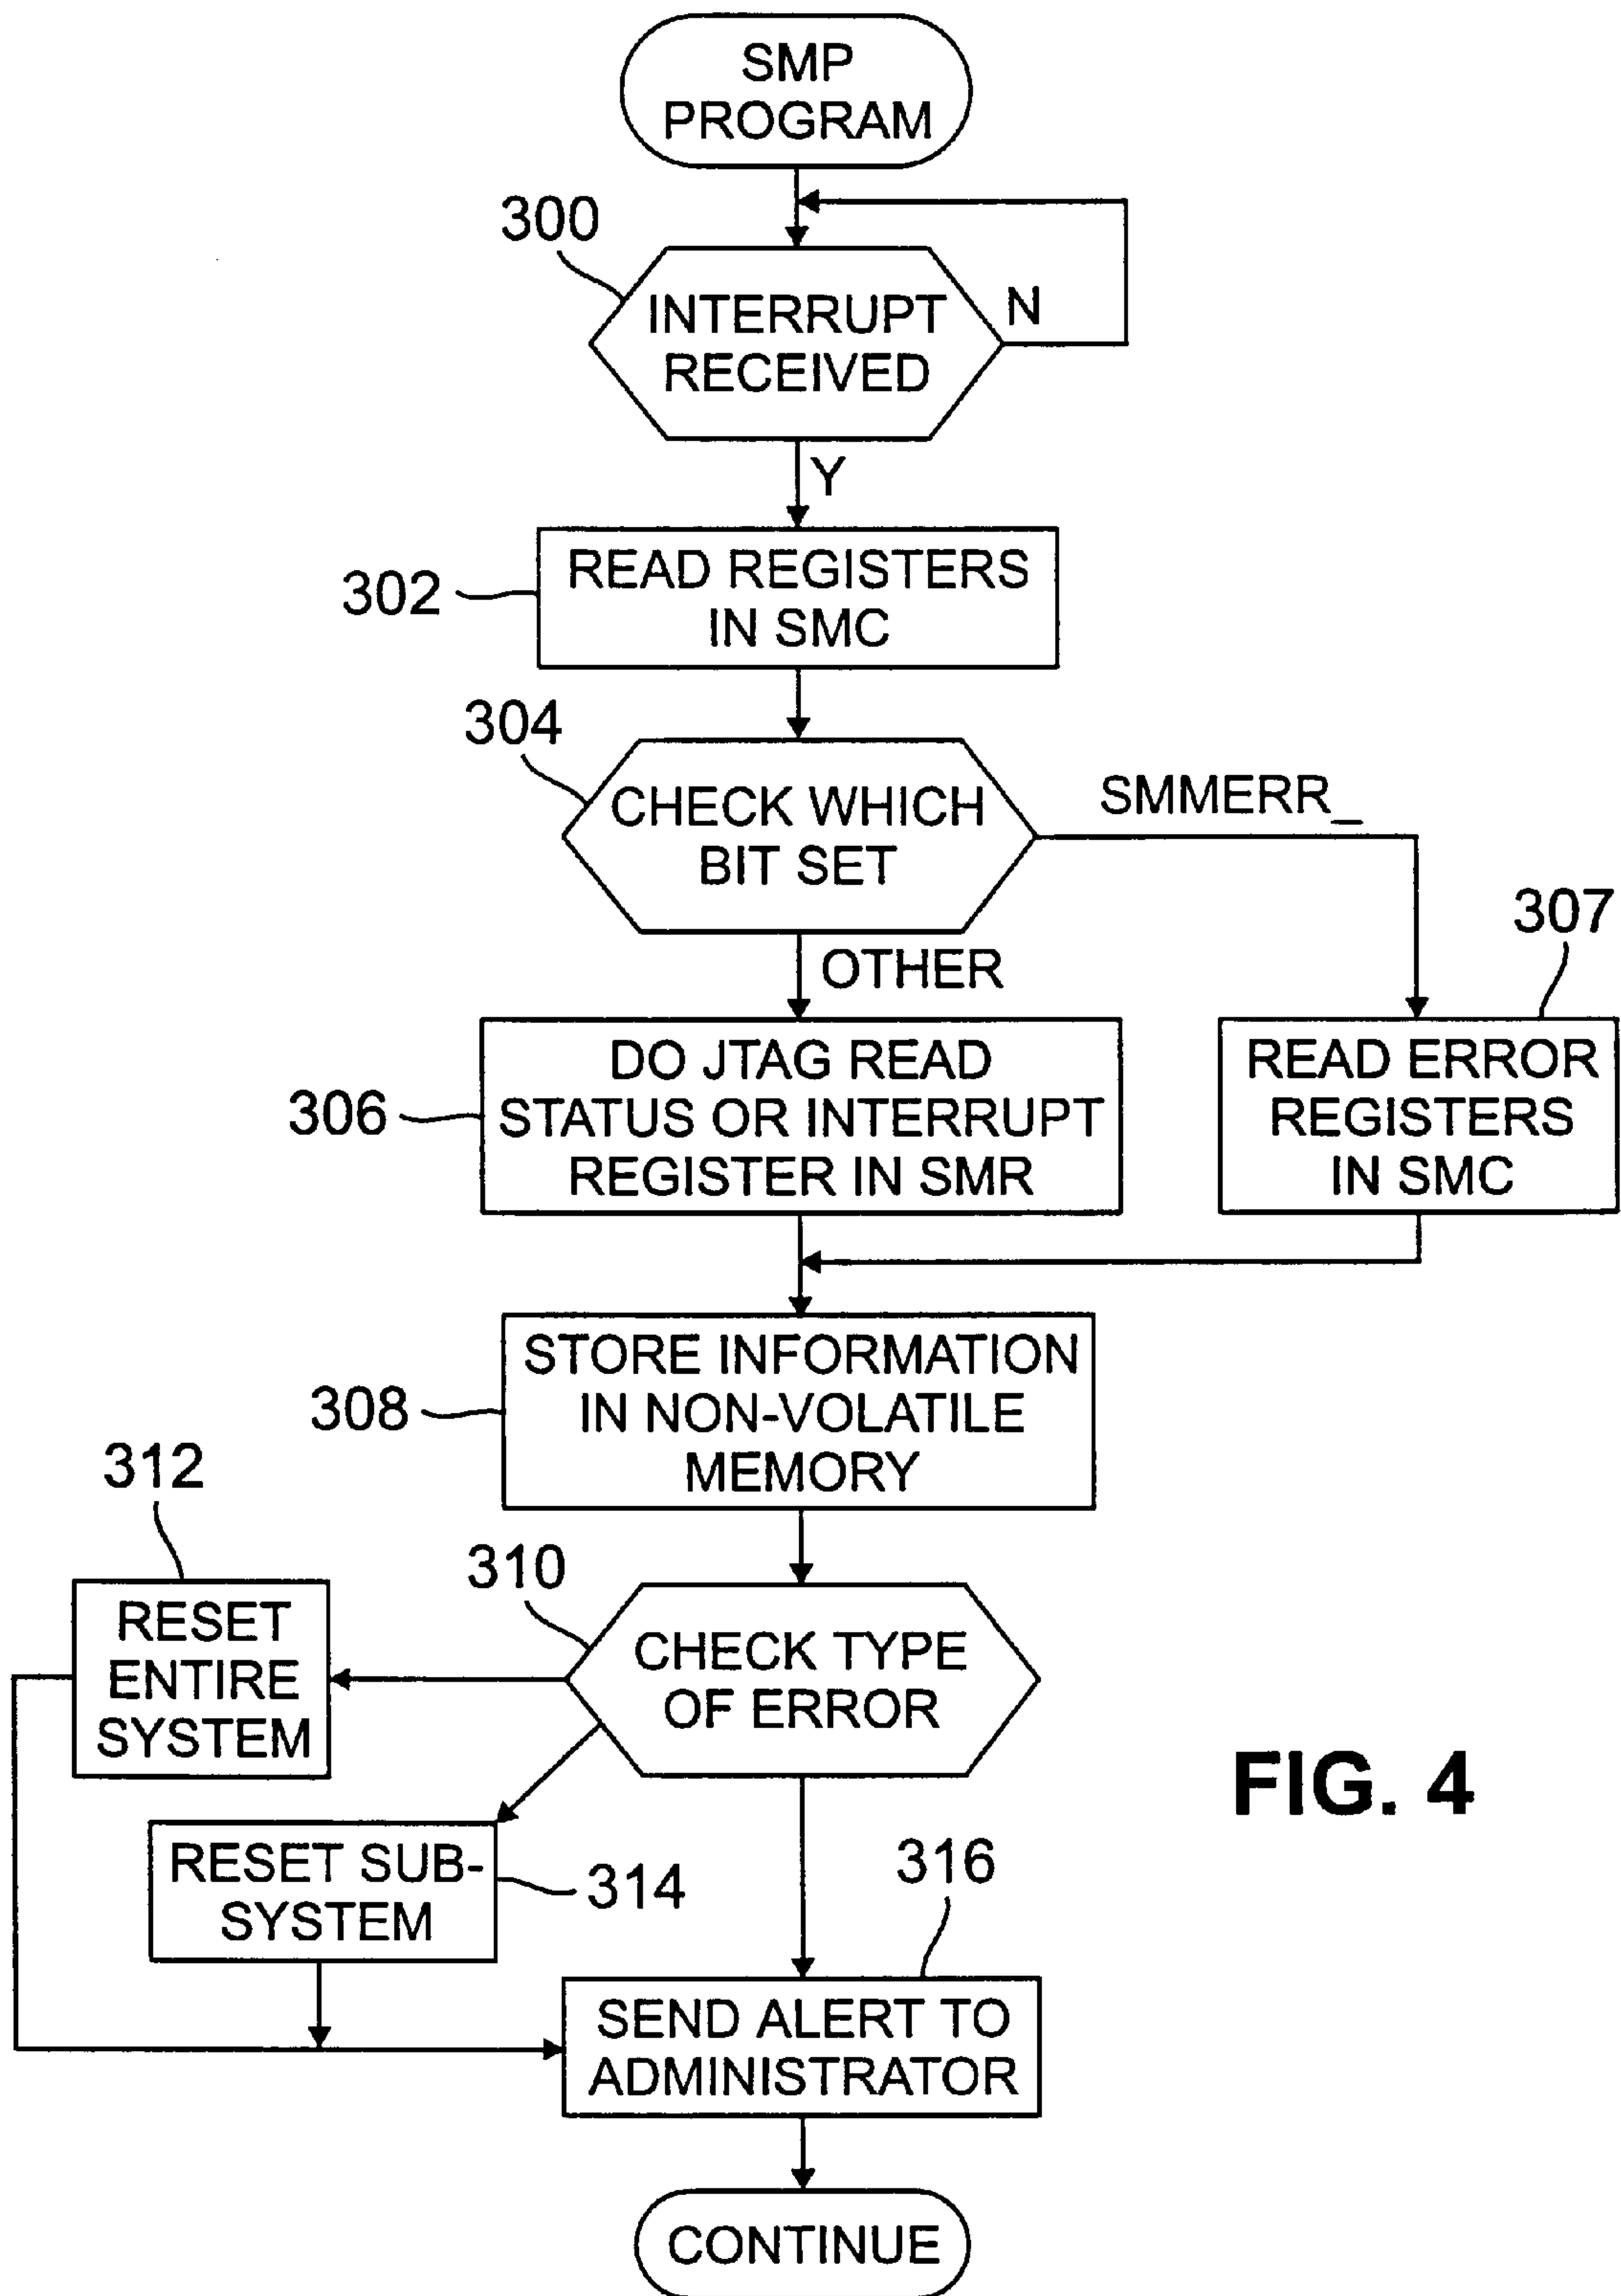 SMP
PROGRAM
300
INTERRUPT
RECEIVED
N
Y
302
READ REGISTERS
IN SMC
304
CHECK WHICH
BIT SET
SMMERR_
OTHER
307
306
DO JTAG READ
STATUS OR INTERRUPT
REGISTER IN SMR
READ ERROR
REGISTERS
IN SMC
308
STORE INFORMATION
IN NON-VOLATILE
MEMORY
312
RESET
ENTIRE
SYSTEM
310
CHECK TYPE
OF ERROR
FIG. 4
RESET SUB-
SYSTEM
314
316
SEND ALERT TO
ADMINISTRATOR
CONTINUE